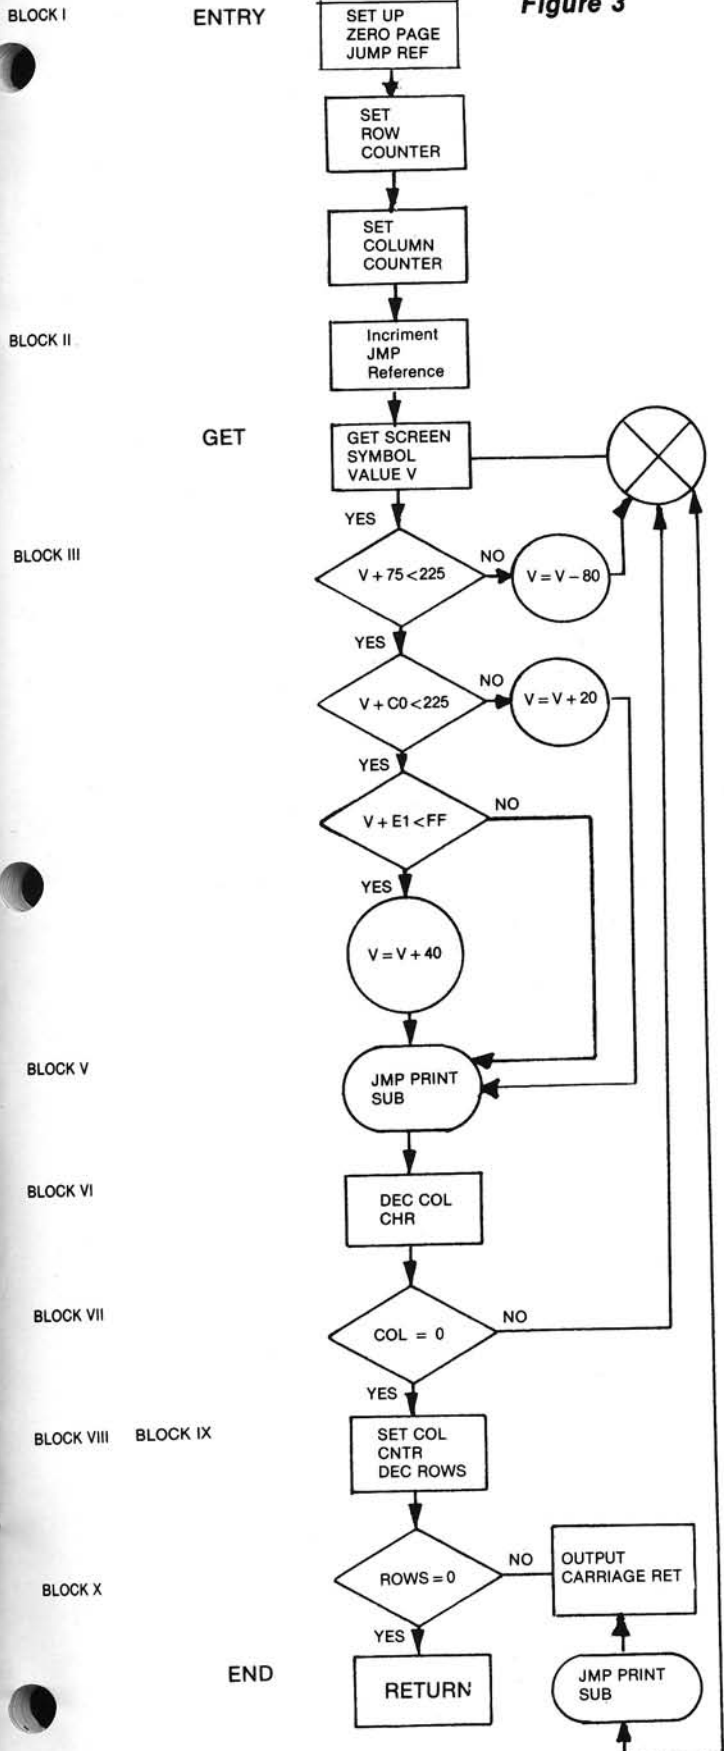 Figure 3
BLOCK I
ENTRY
SET UP
ZERO PAGE
JUMP REF
SET
ROW
COUNTER
SET
COLUMN
COUNTER
BLOCK II
Incriment
JMP
Reference
GET
GET SCREEN
SYMBOL
VALUE V
YES
BLOCK III
V + 75 < 225
NO
V = V – 80
YES
V + C0 < 225
NO
V = V + 20
YES
V + E1 < FF
NO
YES
V = V + 40
BLOCK V
JMP PRINT
SUB
BLOCK VI
DEC COL
CHR
BLOCK VII
COL = 0
NO
YES
BLOCK VIII BLOCK IX
SET COL
CNTR
DEC ROWS
BLOCK X
ROWS = 0
NO
OUTPUT
CARRIAGE RET
YES
END
RETURN
JMP PRINT
SUB